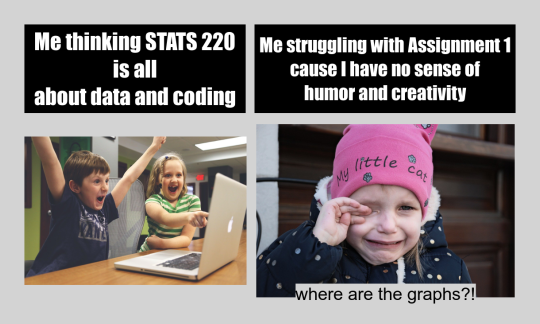 Me thinking STATS 220
is all
about data and coding
Me struggling with Assignment 1
cause I have no sense of
humor and creativity
My little cat
where are the graphs?!